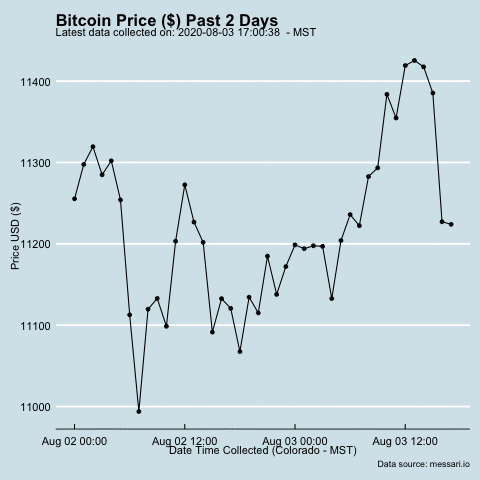 Bitcoin Price ($) Past 2 Days
Latest data collected on: 2020-08-03 17:00:38 - MST
11400
11300
11200
11100
11000
Price USD ($)
Aug 02 00:00 Aug 02 12:00 Aug 03 00:00 Aug 03 12:00
Date Time Collected (Colorado - MST)
Data source: messari.io